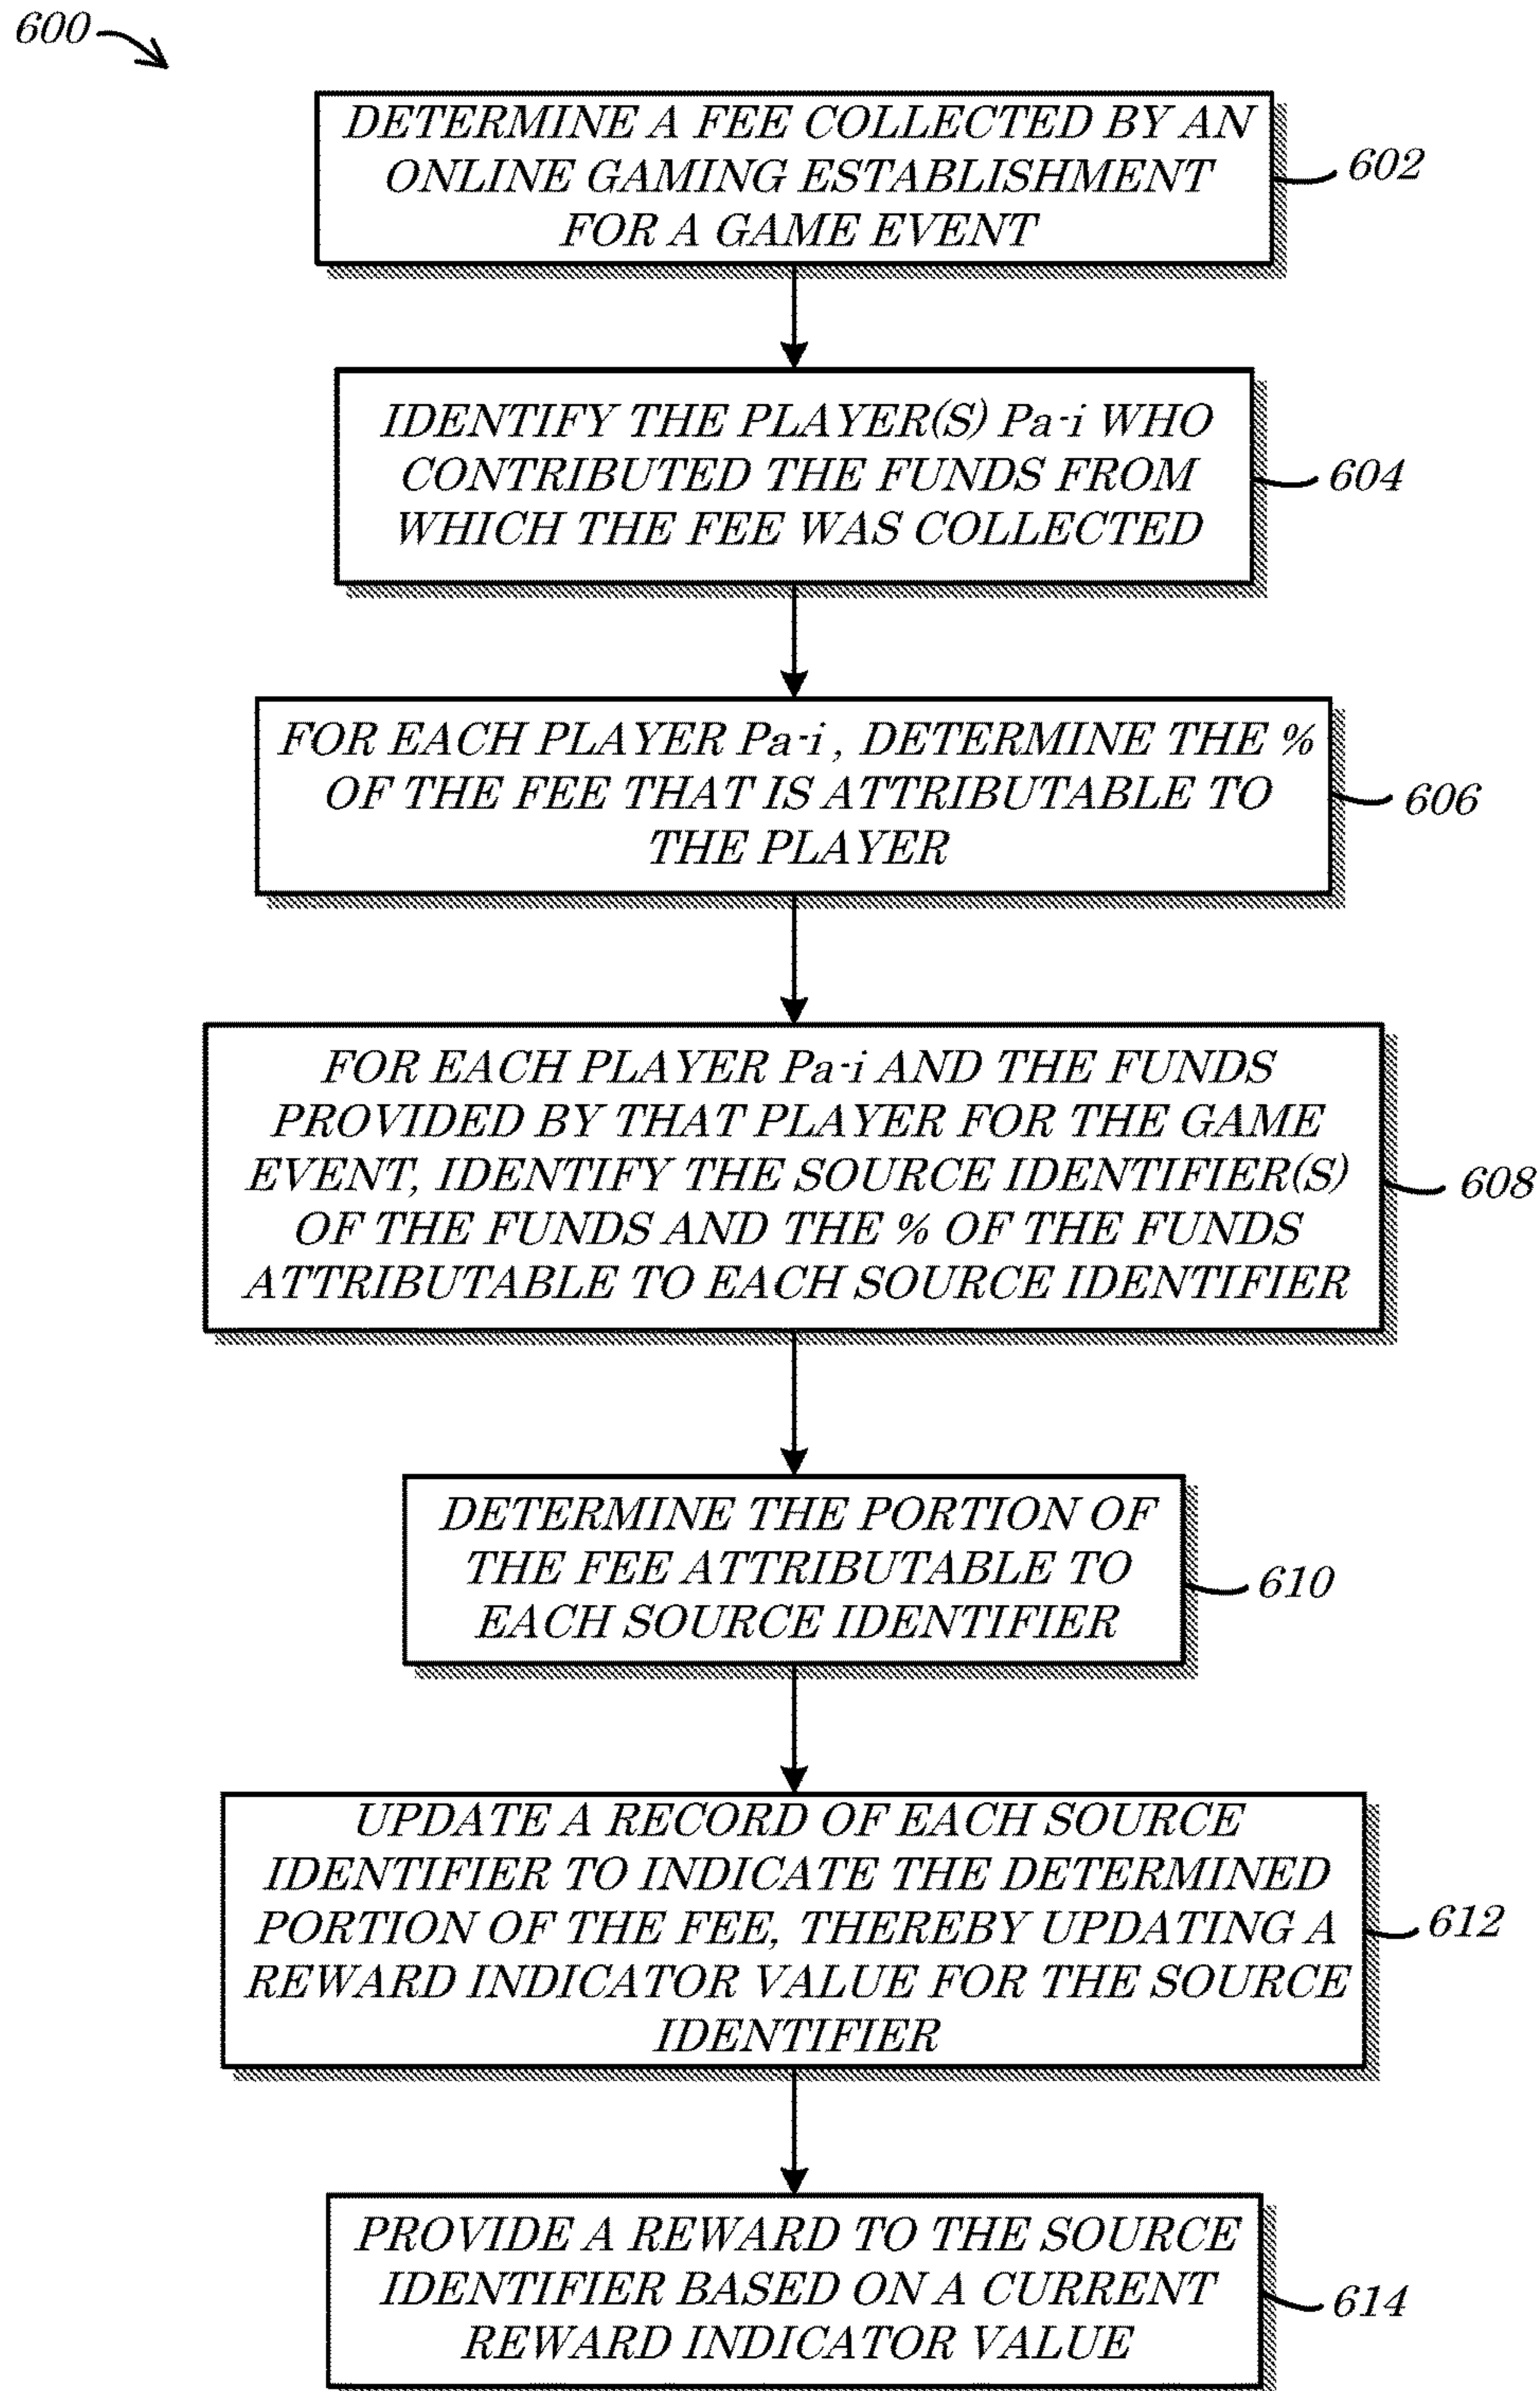 600
DETERMINE A FEE COLLECTED BY AN
ONLINE GAMING ESTABLISHMENT
FOR A GAME EVENT
602
IDENTIFY THE PLAYER(S) Pa-i WHO
CONTRIBUTED THE FUNDS FROM
WHICH THE FEE WAS COLLECTED
604
FOR EACH PLAYER Pa-i, DETERMINE THE %
OF THE FEE THAT IS ATTRIBUTABLE TO
THE PLAYER
606
FOR EACH PLAYER Pa-i AND THE FUNDS
PROVIDED BY THAT PLAYER FOR THE GAME
EVENT, IDENTIFY THE SOURCE IDENTIFIER(S)
OF THE FUNDS AND THE % OF THE FUNDS
ATTRIBUTABLE TO EACH SOURCE IDENTIFIER
608
DETERMINE THE PORTION OF
THE FEE ATTRIBUTABLE TO
EACH SOURCE IDENTIFIER
610
UPDATE A RECORD OF EACH SOURCE
IDENTIFIER TO INDICATE THE DETERMINED
PORTION OF THE FEE, THEREBY UPDATING A
REWARD INDICATOR VALUE FOR THE SOURCE
IDENTIFIER
612
PROVIDE A REWARD TO THE SOURCE
IDENTIFIER BASED ON A CURRENT
REWARD INDICATOR VALUE
614